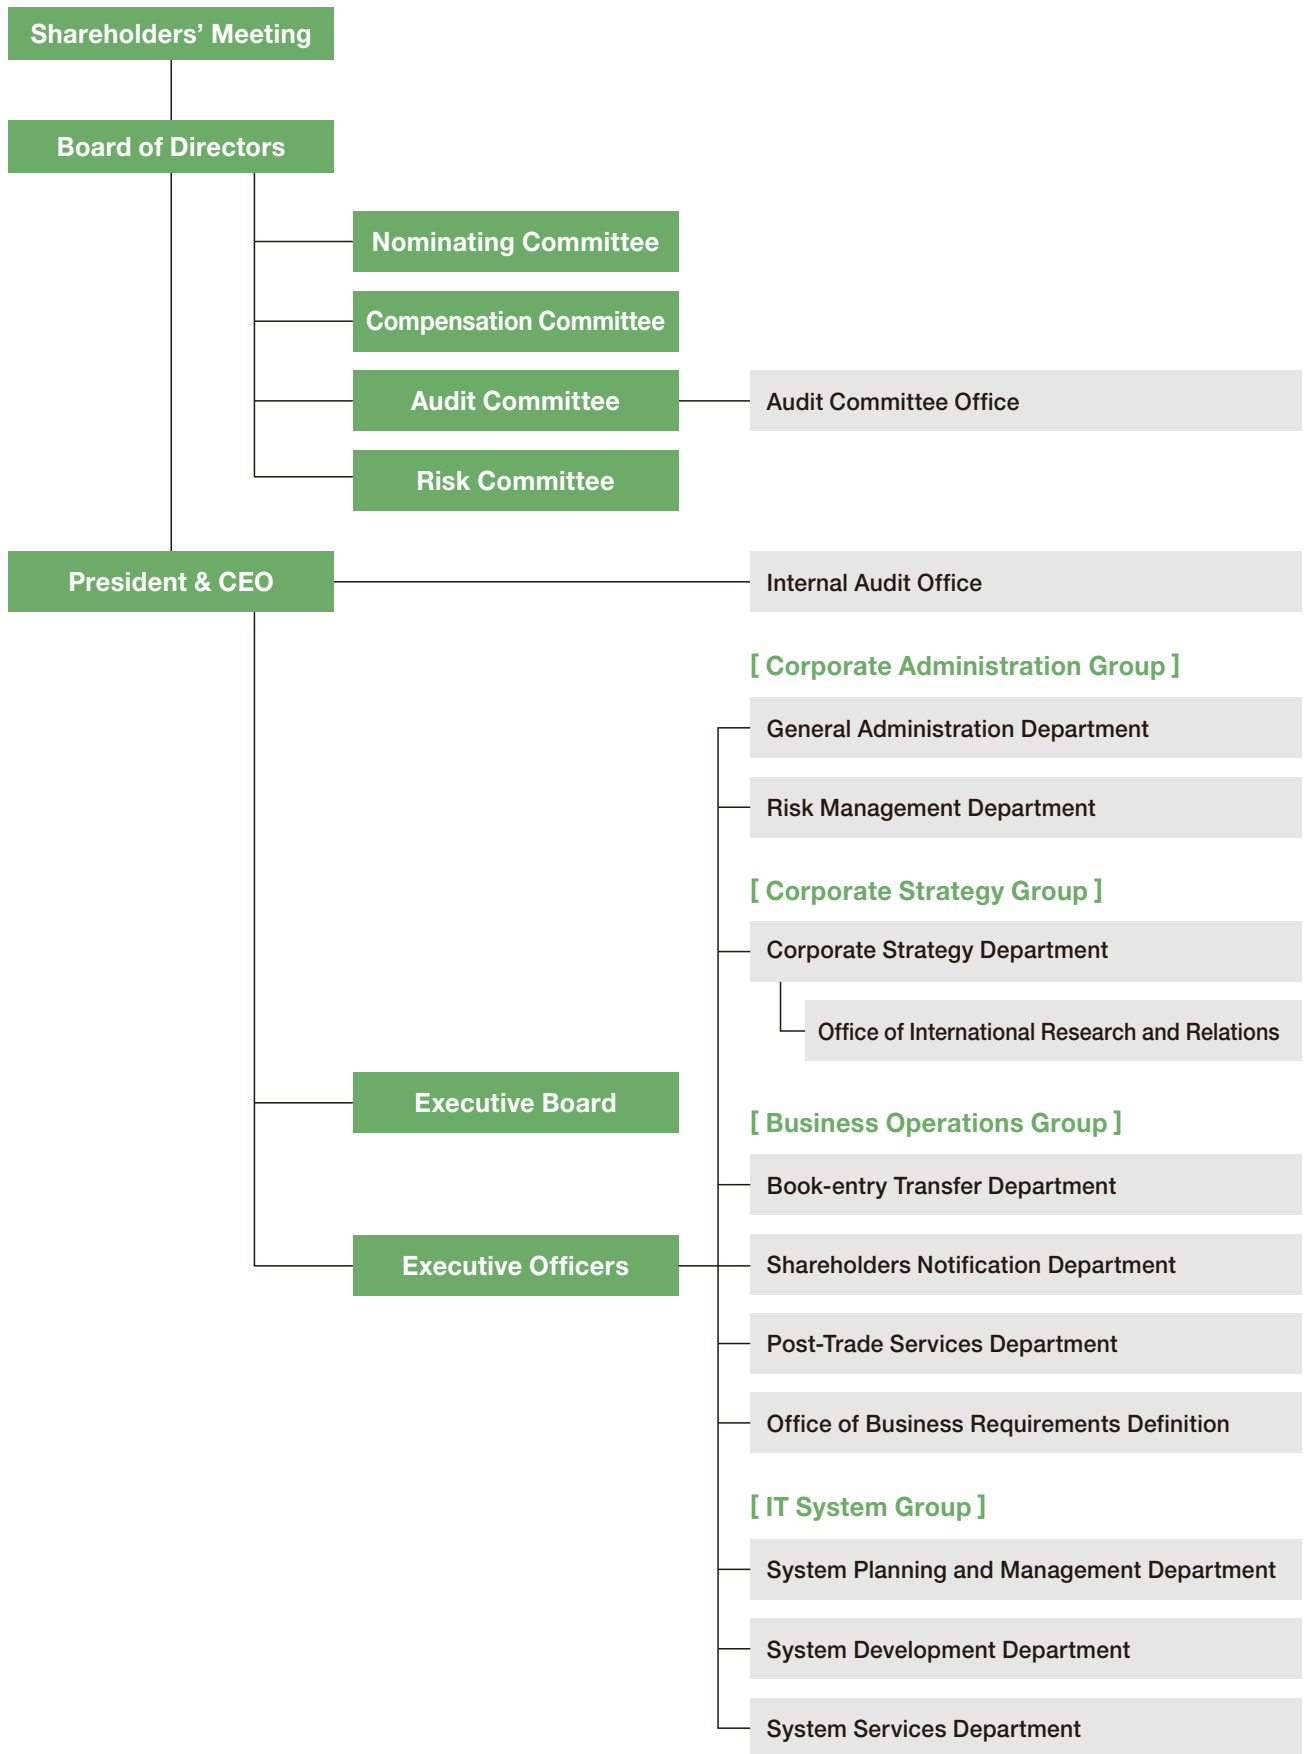 Shareholders’ Meeting
Board of Directors
Nominating Committee
Compensation Committee
Audit Committee
Audit Committee Office
Risk Committee
President & CEO
Internal Audit Office
[ Corporate Administration Group ]
General Administration Department
Risk Management Department
[ Corporate Strategy Group ]
Corporate Strategy Department
Office of International Research and Relations
Executive Board
[ Business Operations Group ]
Book-entry Transfer Department
Executive Officers
Shareholders Notification Department
Post-Trade Services Department
Office of Business Requirements Definition
[ IT System Group ]
System Planning and Management Department
System Development Department
System Services Department